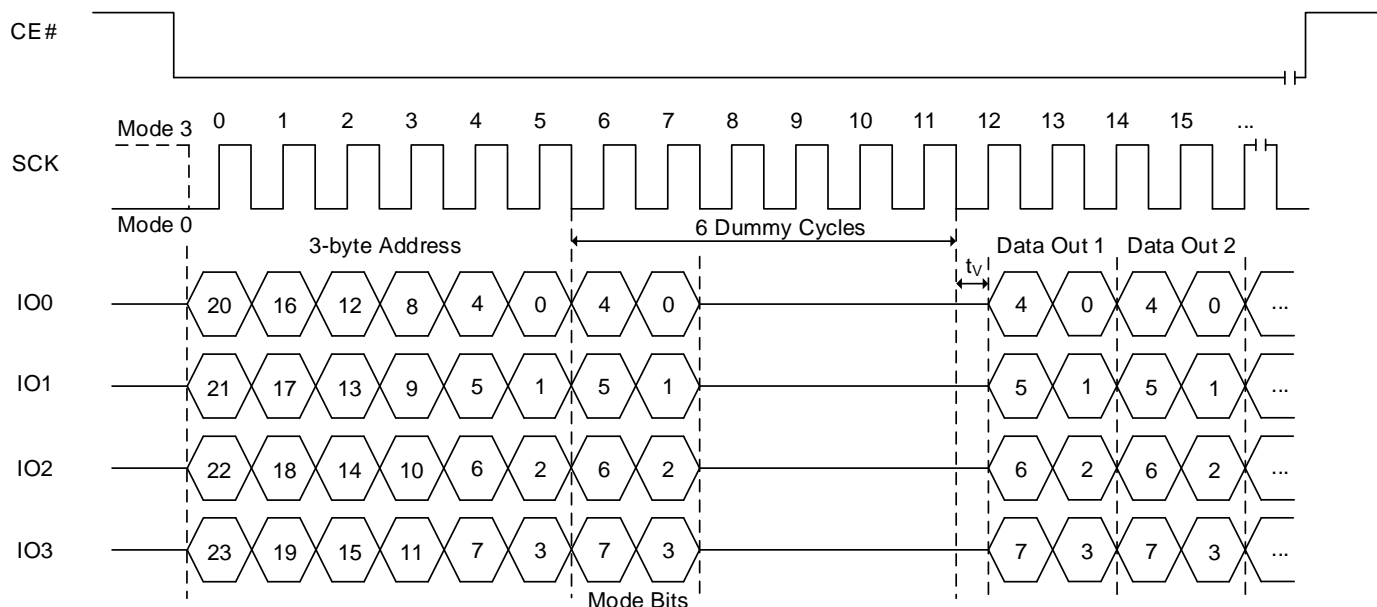 CE#
0 1 2 3 4 5 6 7 8 9 10 11 12 13 14 15 ...
Mode 3
SCK
Mode 0
6 Dummy Cycles
3-byte Address
Data Out 1 Data Out 2
tV
IO0 20 16 12 8 4 0 4 0 4 0 4 0 ...
IO1 21 17 13 9 5 1 5 1 5 1 5 1 ...
IO2 22 18 14 10 6 2 6 2 6 2 6 2 ...
IO3 23 19 15 11 7 3 7 3 7 3 7 3 ...
Mode Bits